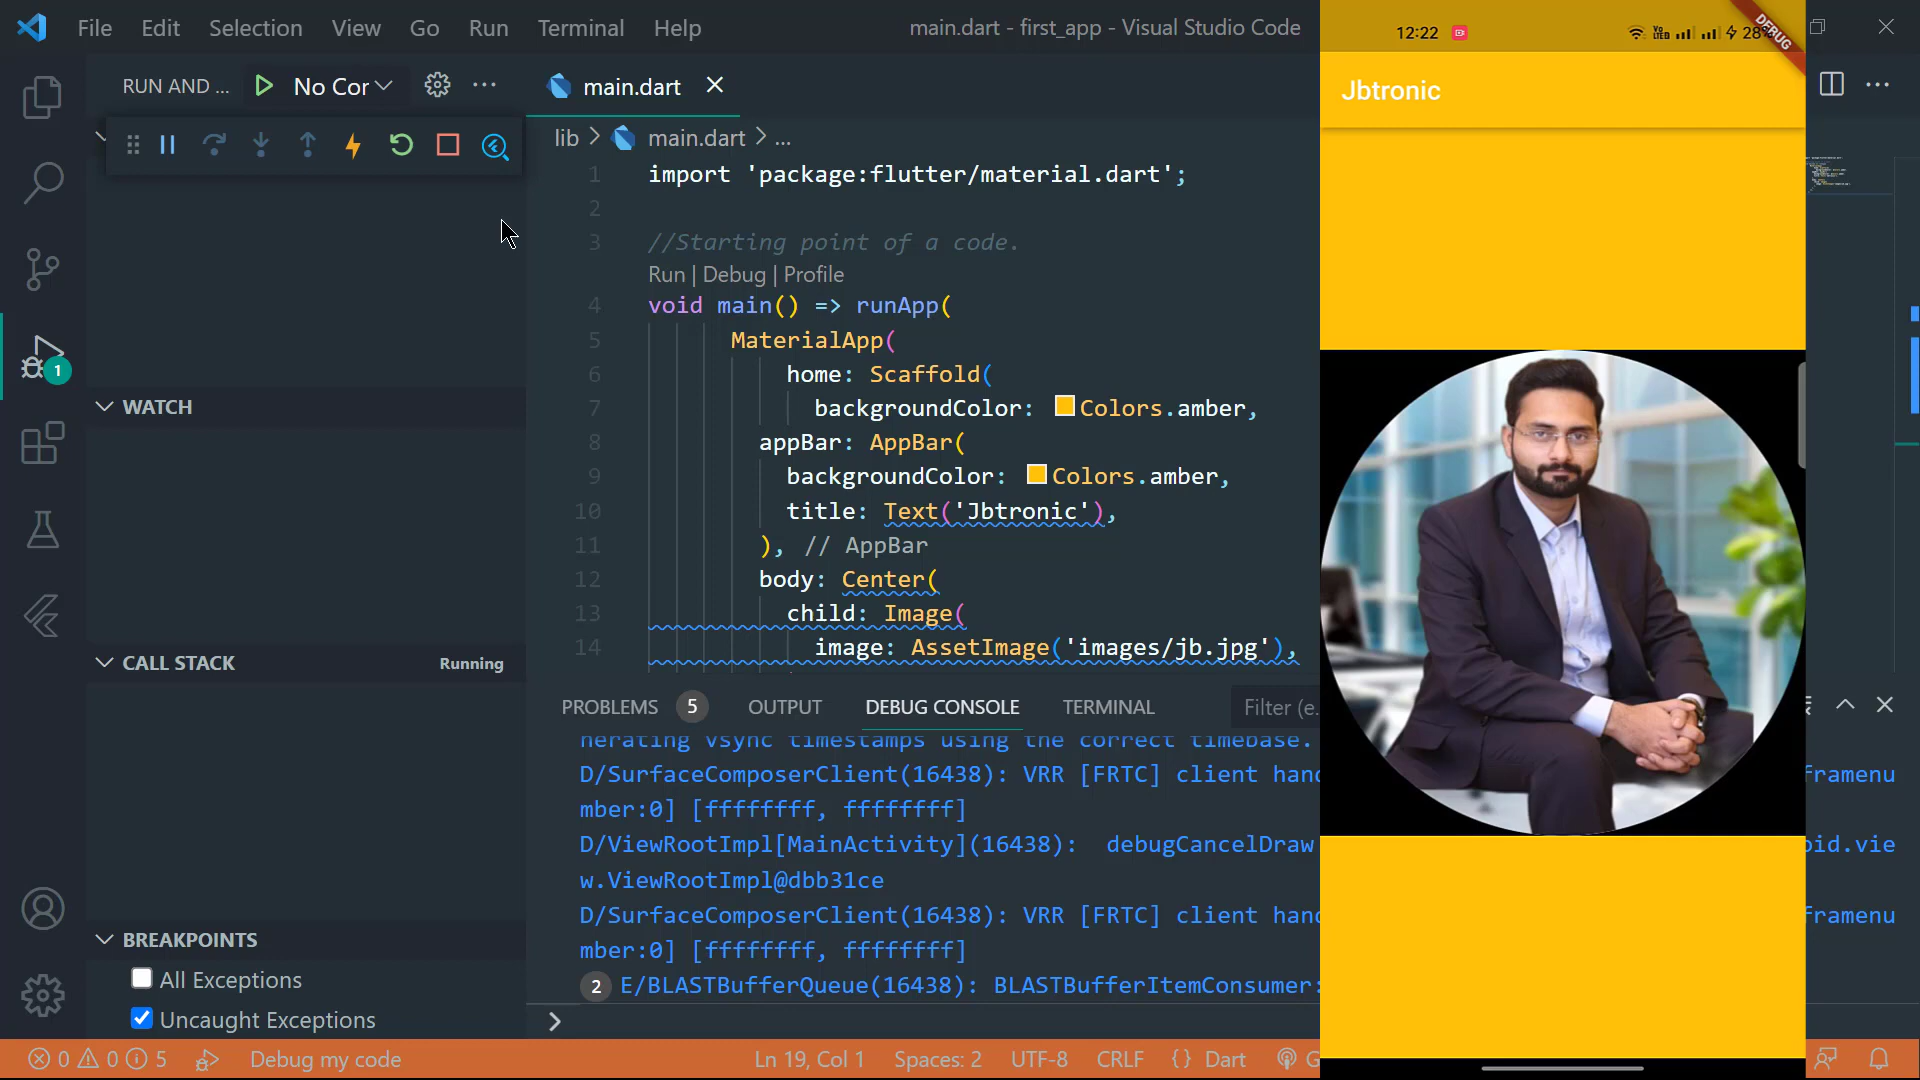 File Edit Selection View Go Run Terminal Help
main.dart - first_app - Visual Studio Code
RUN AND ... No Cor
main.dart
lib > main.dart > ...
1 import 'package:flutter/material.dart';
2
3 //Starting point of a code.
Run | Debug | Profile
4 void main() => runApp(
5 MaterialApp(
6 home: Scaffold(
7 backgroundColor: Colors.amber,
8 appBar: AppBar(
9 backgroundColor: Colors.amber,
10 title: Text('Jbtronic'),
11 ), // AppBar
12 body: Center(
13 child: Image(
14 image: AssetImage('images/jb.jpg'),
1
WATCH
CALL STACK Running
BREAKPOINTS
All Exceptions
Uncaught Exceptions
PROBLEMS 5 OUTPUT DEBUG CONSOLE TERMINAL Filter (e.
nerating vsync timestamps using the correct timebase.
D/SurfaceComposerClient(16438): VRR [FRTC] client hand framenu
mber:0] [ffffffff, ffffffff]
D/ViewRootImpl[MainActivity](16438): debugCancelDraw oid.vie
w.ViewRootImpl@dbb31ce
D/SurfaceComposerClient(16438): VRR [FRTC] client hand framenu
mber:0] [ffffffff, ffffffff]
2 E/BLASTBufferQueue(16438): BLASTBufferItemConsumer:
>
0 0 5 Debug my code Ln 19, Col 1 Spaces: 2 UTF-8 CRLF {} Dart G
12:22 28
DEBUG
Jbtronic